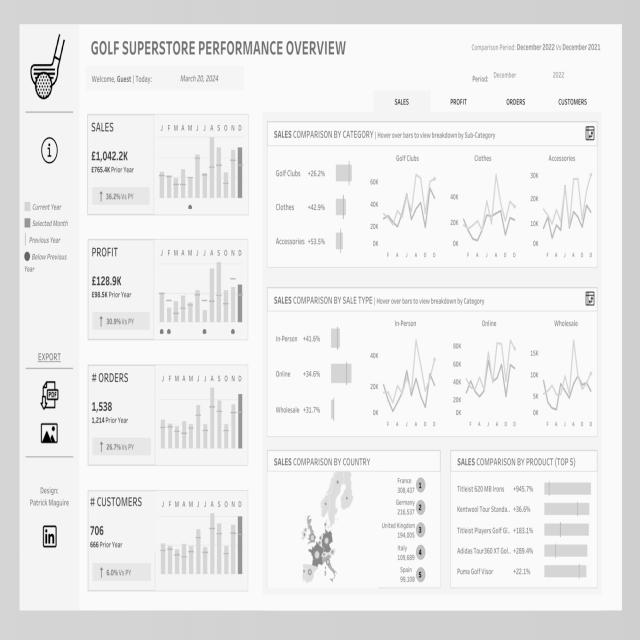 GOLF SUPERSTORE PERFORMANCE OVERVIEW
Comparison Period: December 2022 Vs December 2021
Welcome, Guest | Today: March 20, 2024
Period: December 2022
SALES PROFIT ORDERS CUSTOMERS
i
Current Year
Selected Month
Previous Year
Below Previous
Year
EXPORT
PDF
Design:
Patrick Maguire
in
SALES
J F M A M J J A S O N D
£1,042.2K
£765.4K Prior Year
↑ 36.2% Vs PY
PROFIT
J F M A M J J A S O N D
£128.9K
£98.5K Prior Year
↑ 30.9% Vs PY
# ORDERS
J F M A M J J A S O N D
1,538
1,214 Prior Year
↑ 26.7% Vs PY
# CUSTOMERS
J F M A M J J A S O N D
706
666 Prior Year
↑ 6.0% Vs PY
SALES COMPARISON BY CATEGORY | Hover over bars to view breakdown by Sub-Category
Golf Clubs +26.2%
Clothes +42.9%
Accessories +53.5%
Golf Clubs
60K
40K
20K
0K
F A J A O D
Clothes
40K
20K
0K
F A J A O D
Accessories
30K
20K
10K
0K
F A J A O D
SALES COMPARISON BY SALE TYPE | Hover over bars to view breakdown by Category
In-Person +41.6%
Online +34.6%
Wholesale +31.7%
In-Person
40K
20K
0K
F A J A O D
Online
80K
60K
40K
20K
0K
F A J A O D
Wholesale
15K
10K
5K
0K
F A J A O D
SALES COMPARISON BY COUNTRY
France
308,437
1
Germany
216,537
2
United Kingdom
194,005
3
Italy
109,689
4
Spain
99,108
5
SALES COMPARISON BY PRODUCT (TOP 5)
Titleist 620 MB Irons +945.7%
Kentwool Tour Standa.. +36.6%
Titleist Players Golf Gl.. +183.1%
Adidas Tour360 XT Gol.. +289.4%
Puma Golf Visor +22.1%